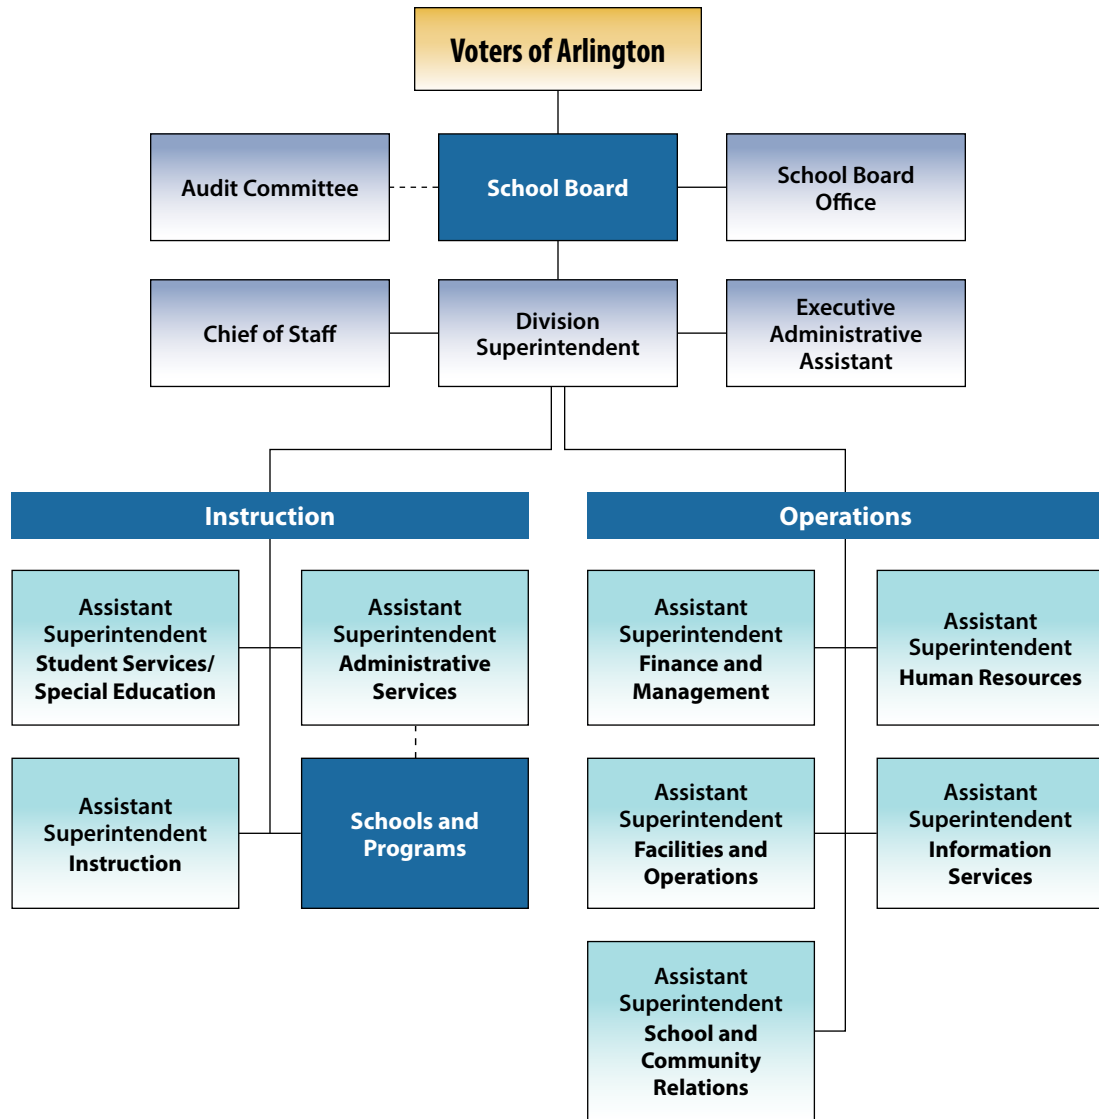 Voters of Arlington
Audit Committee
School Board
School Board
Office
Chief of Staff
Division
Superintendent
Executive
Administrative
Assistant
Instruction
Assistant
Superintendent
Student Services/
Special Education
Assistant
Superintendent
Administrative
Services
Assistant
Superintendent
Instruction
Schools and
Programs
Operations
Assistant
Superintendent
Finance and
Management
Assistant
Superintendent
Human Resources
Assistant
Superintendent
Facilities and
Operations
Assistant
Superintendent
Information
Services
Assistant
Superintendent
School and
Community
Relations